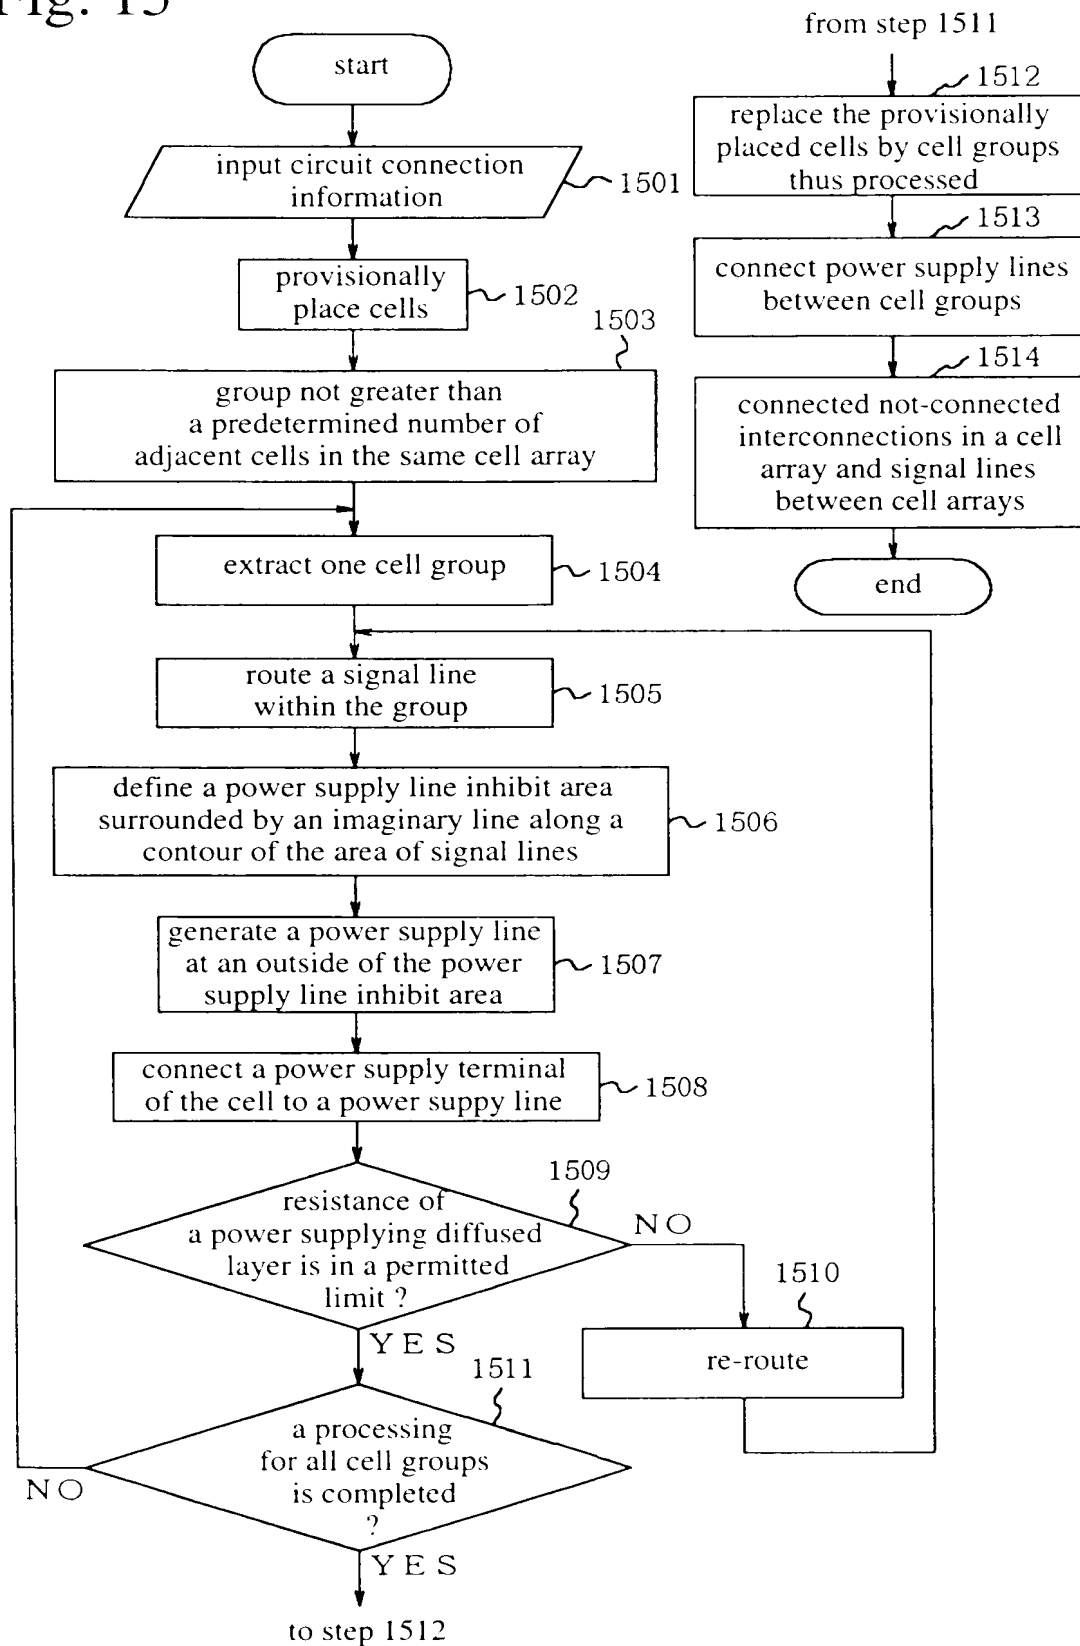 Fig. 15
start
input circuit connection
information
1501
provisionally
place cells
1502
1503
group not greater than
a predetermined number of
adjacent cells in the same cell array
extract one cell group
1504
route a signal line
within the group
1505
define a power supply line inhibit area
surrounded by an imaginary line along a
contour of the area of signal lines
1506
generate a power supply line
at an outside of the power
supply line inhibit area
1507
connect a power supply terminal
of the cell to a power suppy line
1508
1509
resistance of
a power supplying diffused
layer is in a permitted
limit ?
NO
1510
re-route
YES
1511
a processing
for all cell groups
is completed
?
NO
YES
to step 1512
from step 1511
1512
replace the provisionally
placed cells by cell groups
thus processed
1513
connect power supply lines
between cell groups
1514
connected not-connected
interconnections in a cell
array and signal lines
between cell arrays
end